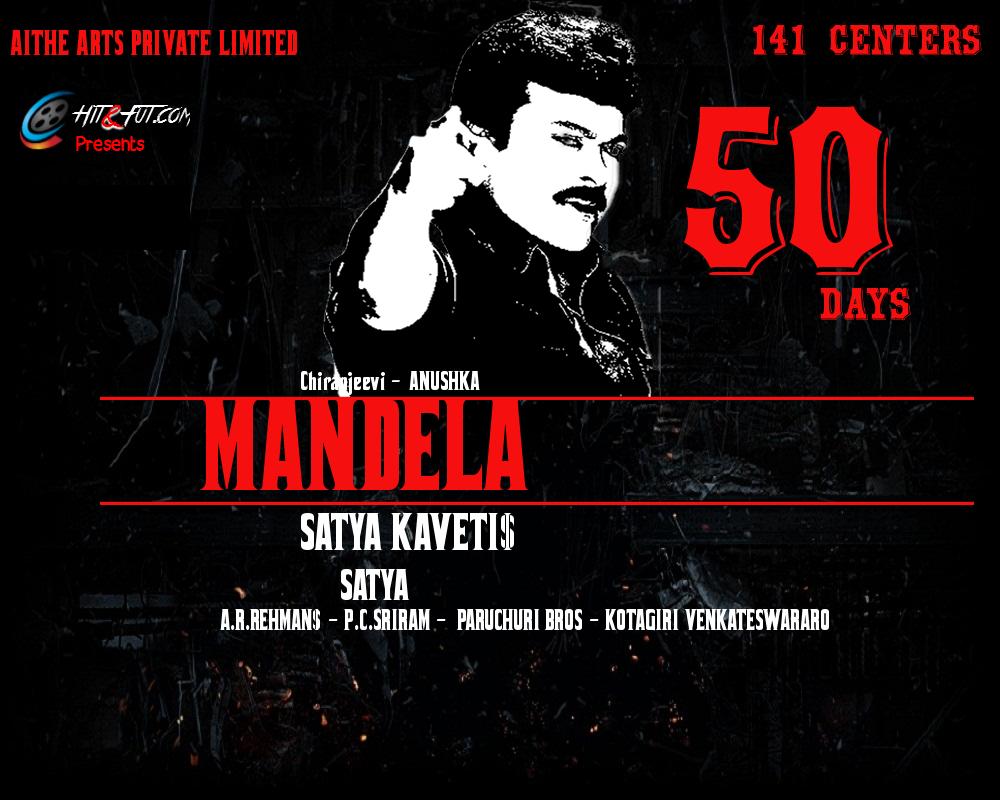 AITHE ARTS PRIVATE LIMITED
141 CENTERS
HIT&FUT.COM
Presents
50
DAYS
Chiranjeevi - ANUSHKA
MANDELA
SATYA KAVETI$
SATYA
A.R.REHMAN$ - P.C.SRIRAM - PARUCHURI BROS - KOTAGIRI VENKATESWARARO